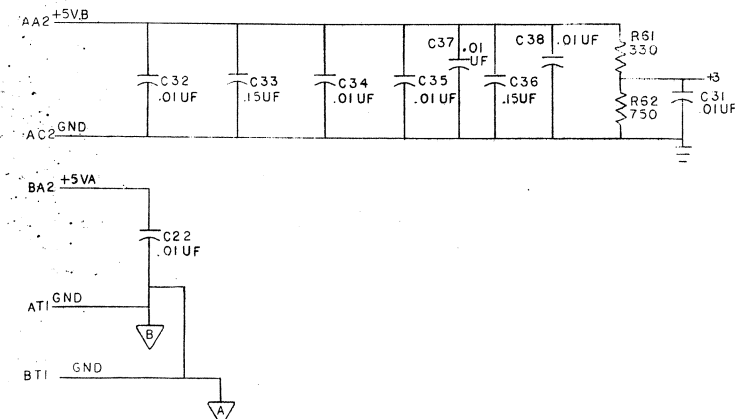 AA2 +5V.B
C32
.01UF
C33
.15UF
C34
.01UF
C35
.01UF
C37 .01
UF
C36
.15UF
C38 .01UF
R61
330
R62
750
+3
C31
.01UF
AC2 GND
BA2 +5VA
C22
.01UF
AT1 GND
B
BT1 GND
A